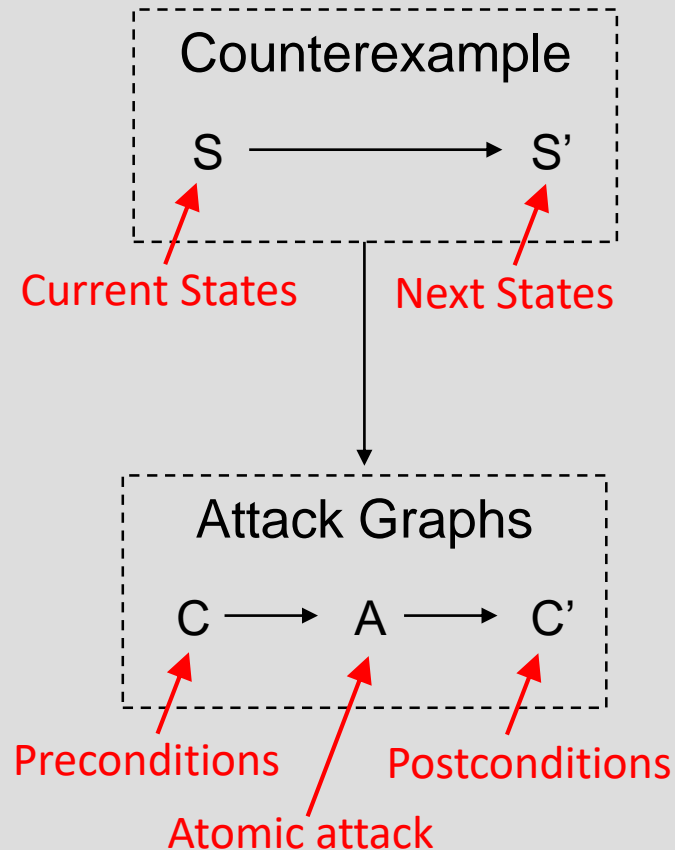 Counterexample
S S’
Current States Next States
Attack Graphs
C A C’
Preconditions Postconditions
Atomic attack